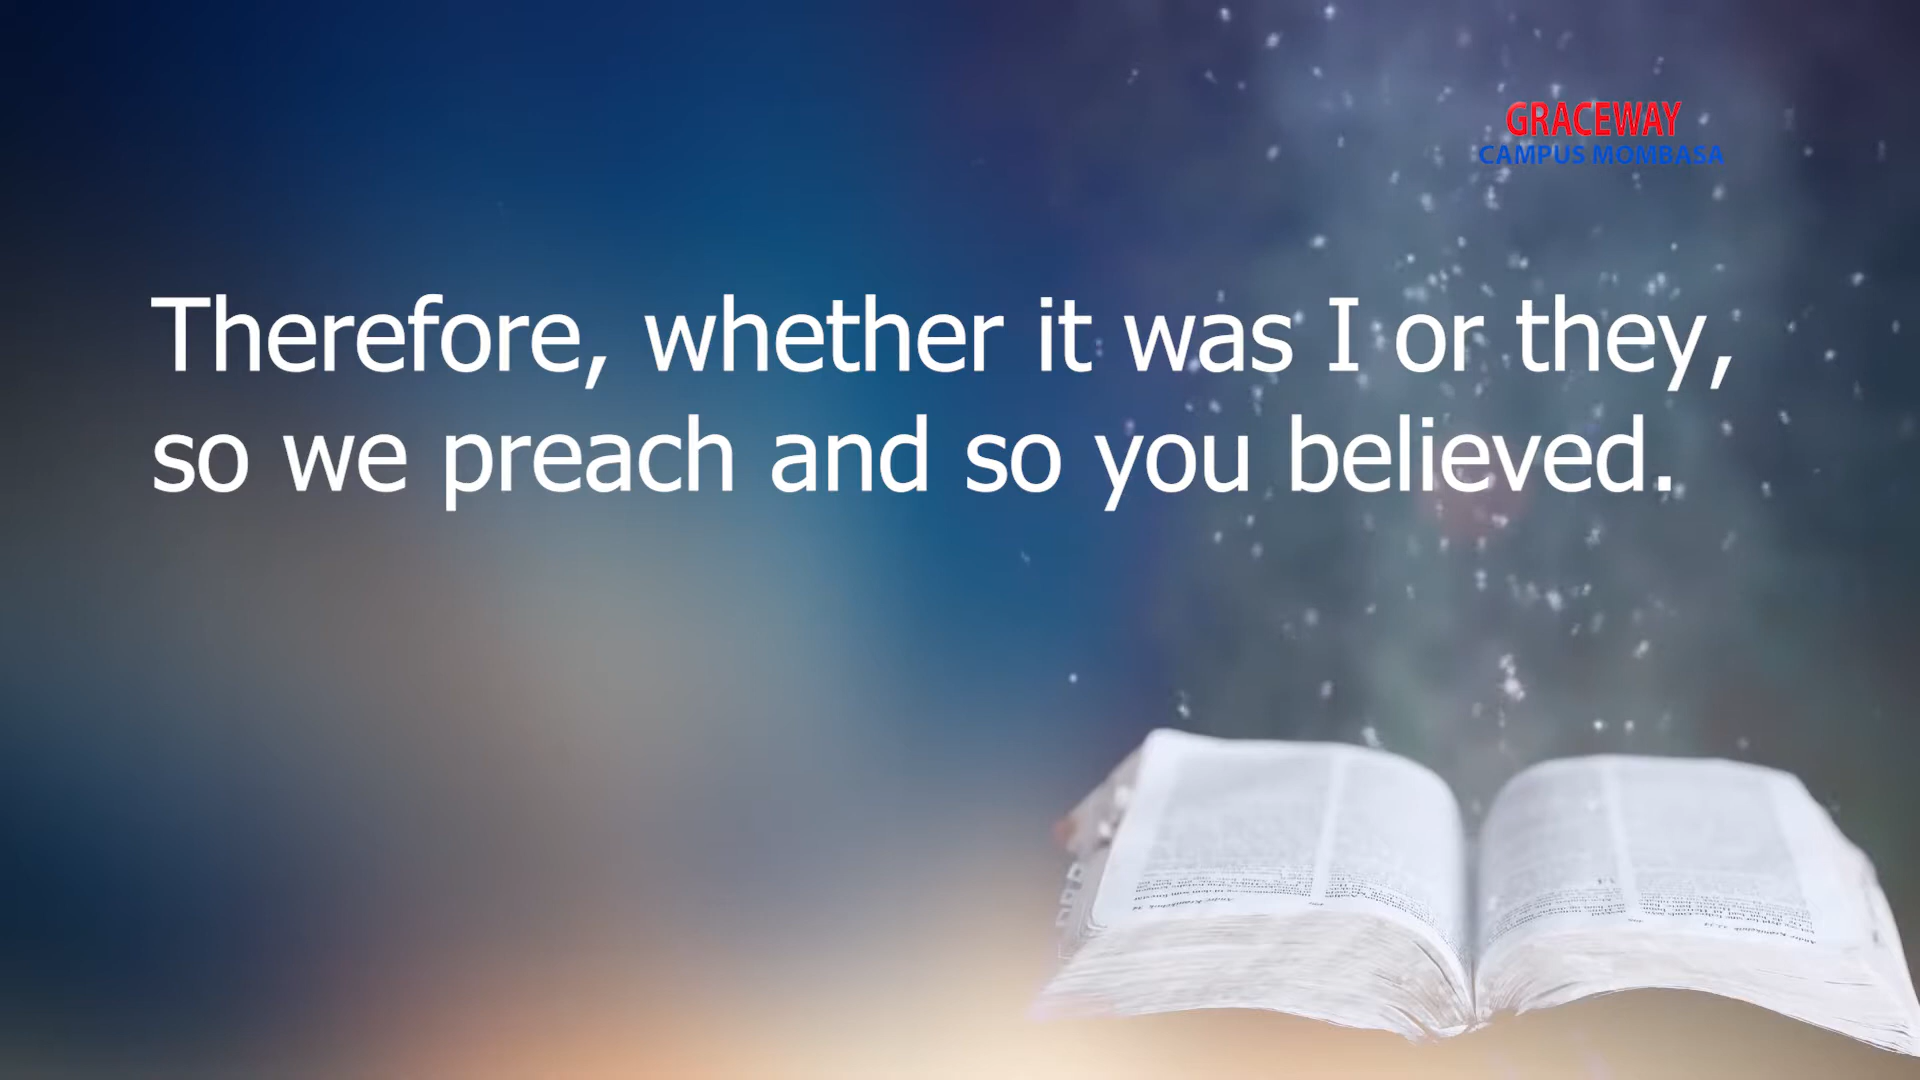 GRACEWAY
CAMPUS MOMBASA
Therefore, whether it was I or they,
so we preach and so you believed.